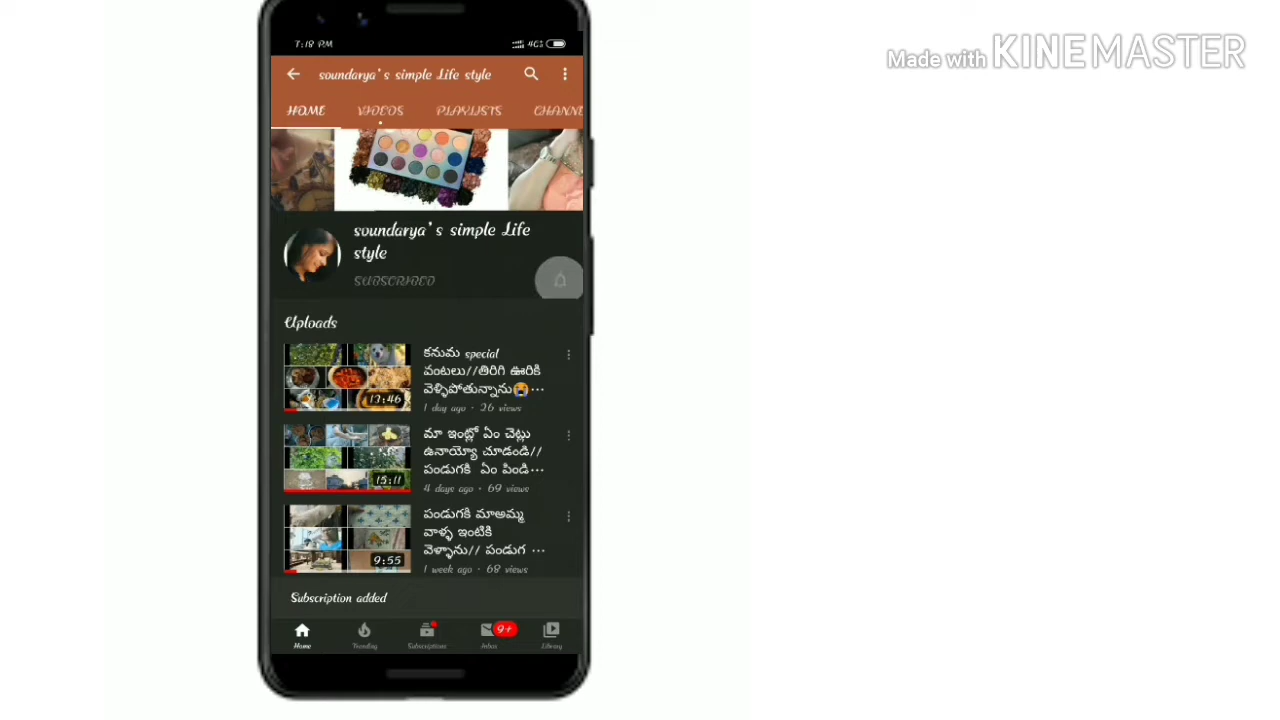 Made with KINEMASTER
7:18 PM
4G
soundarya's simple Life style
HOME VIDEOS PLAYLISTS CHANNE
soundarya's simple Life
style
SUBSCRIBED
Uploads
కనుమ special
వంటలు//తిరిగి ఊరికి
వెళ్ళిపోతున్నాను😭...
1 day ago · 26 views
13:46
మా ఇంట్లో ఏం చెట్లు
ఉనాయ్యో చూడండి//
పండుగకి ఏం పిండి...
4 days ago · 69 views
15:11
పండుగకి మాఅమ్మ
వాళ్ళ ఇంటికి
వెళ్ళాను// పండుగ ...
1 week ago · 68 views
9:55
Subscription added
9+
Home Trending Subscriptions Inbox Library